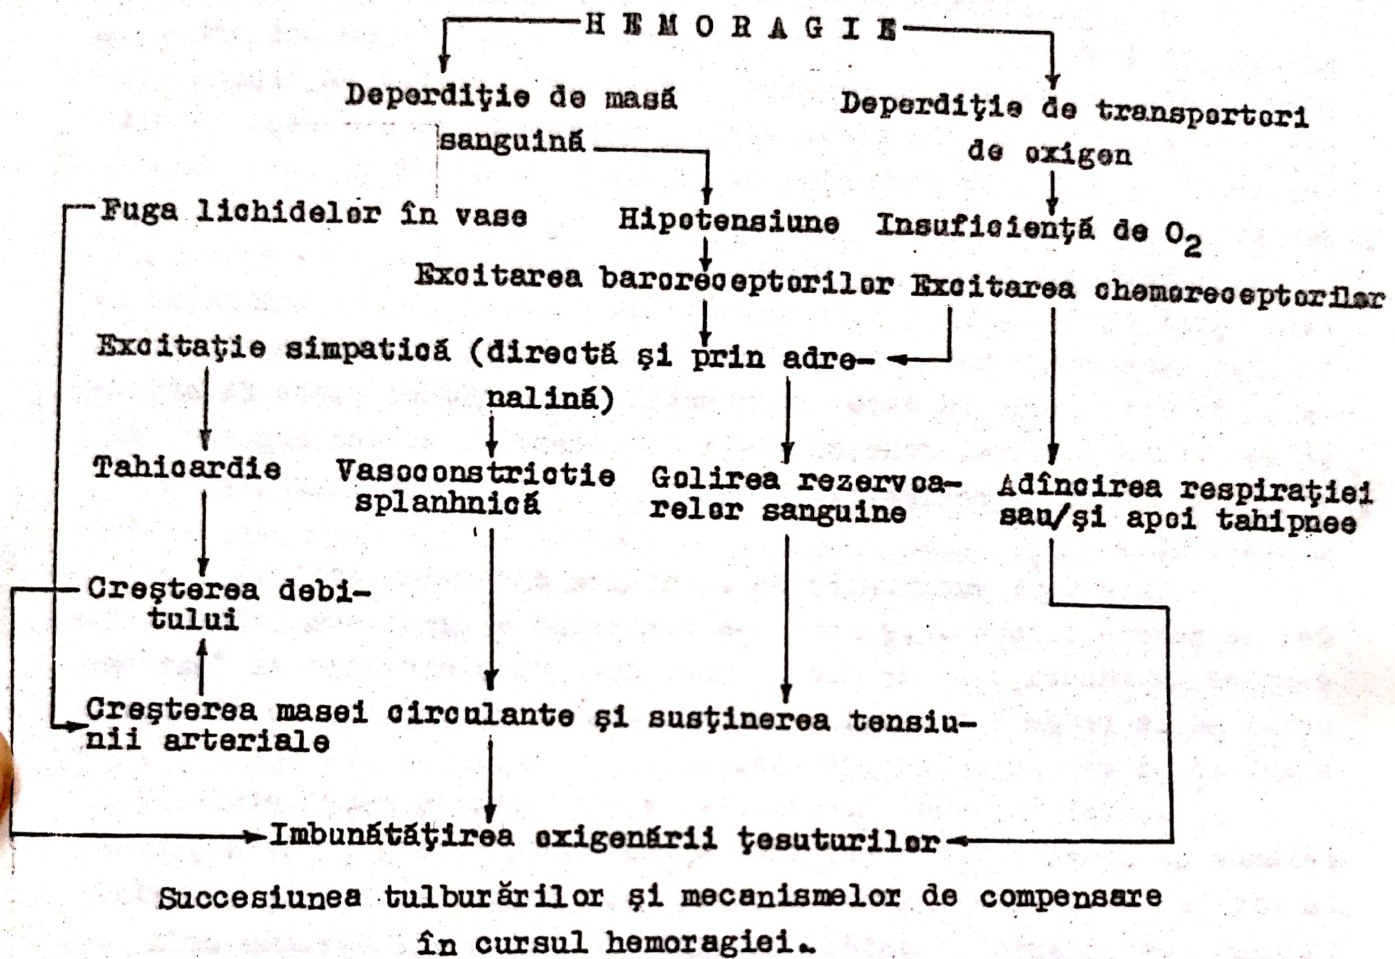 HEMORAGIE
Deperdiţie de masă
sanguină
Deperdiţie de transportori
de oxigen
Fuga lichidelor în vase
Hipotensiune
Insuficienţă de O2
Excitarea baroreceptorilor
Excitarea chemoreceptorilor
Excitaţie simpatică (directă şi prin adre-
nalină)
Tahicardie
Vasoconstrictie
splanhnică
Golirea rezervoa-
relor sanguine
Adîncirea respiraţiei
sau/şi apoi tahipnee
Creşterea debi-
tului
Creşterea masei circulante şi susţinerea tensiu-
nii arteriale
Imbunătăţirea oxigenării ţesuturilor
Succesiunea tulburărilor şi mecanismelor de compensare
în cursul hemoragiei.